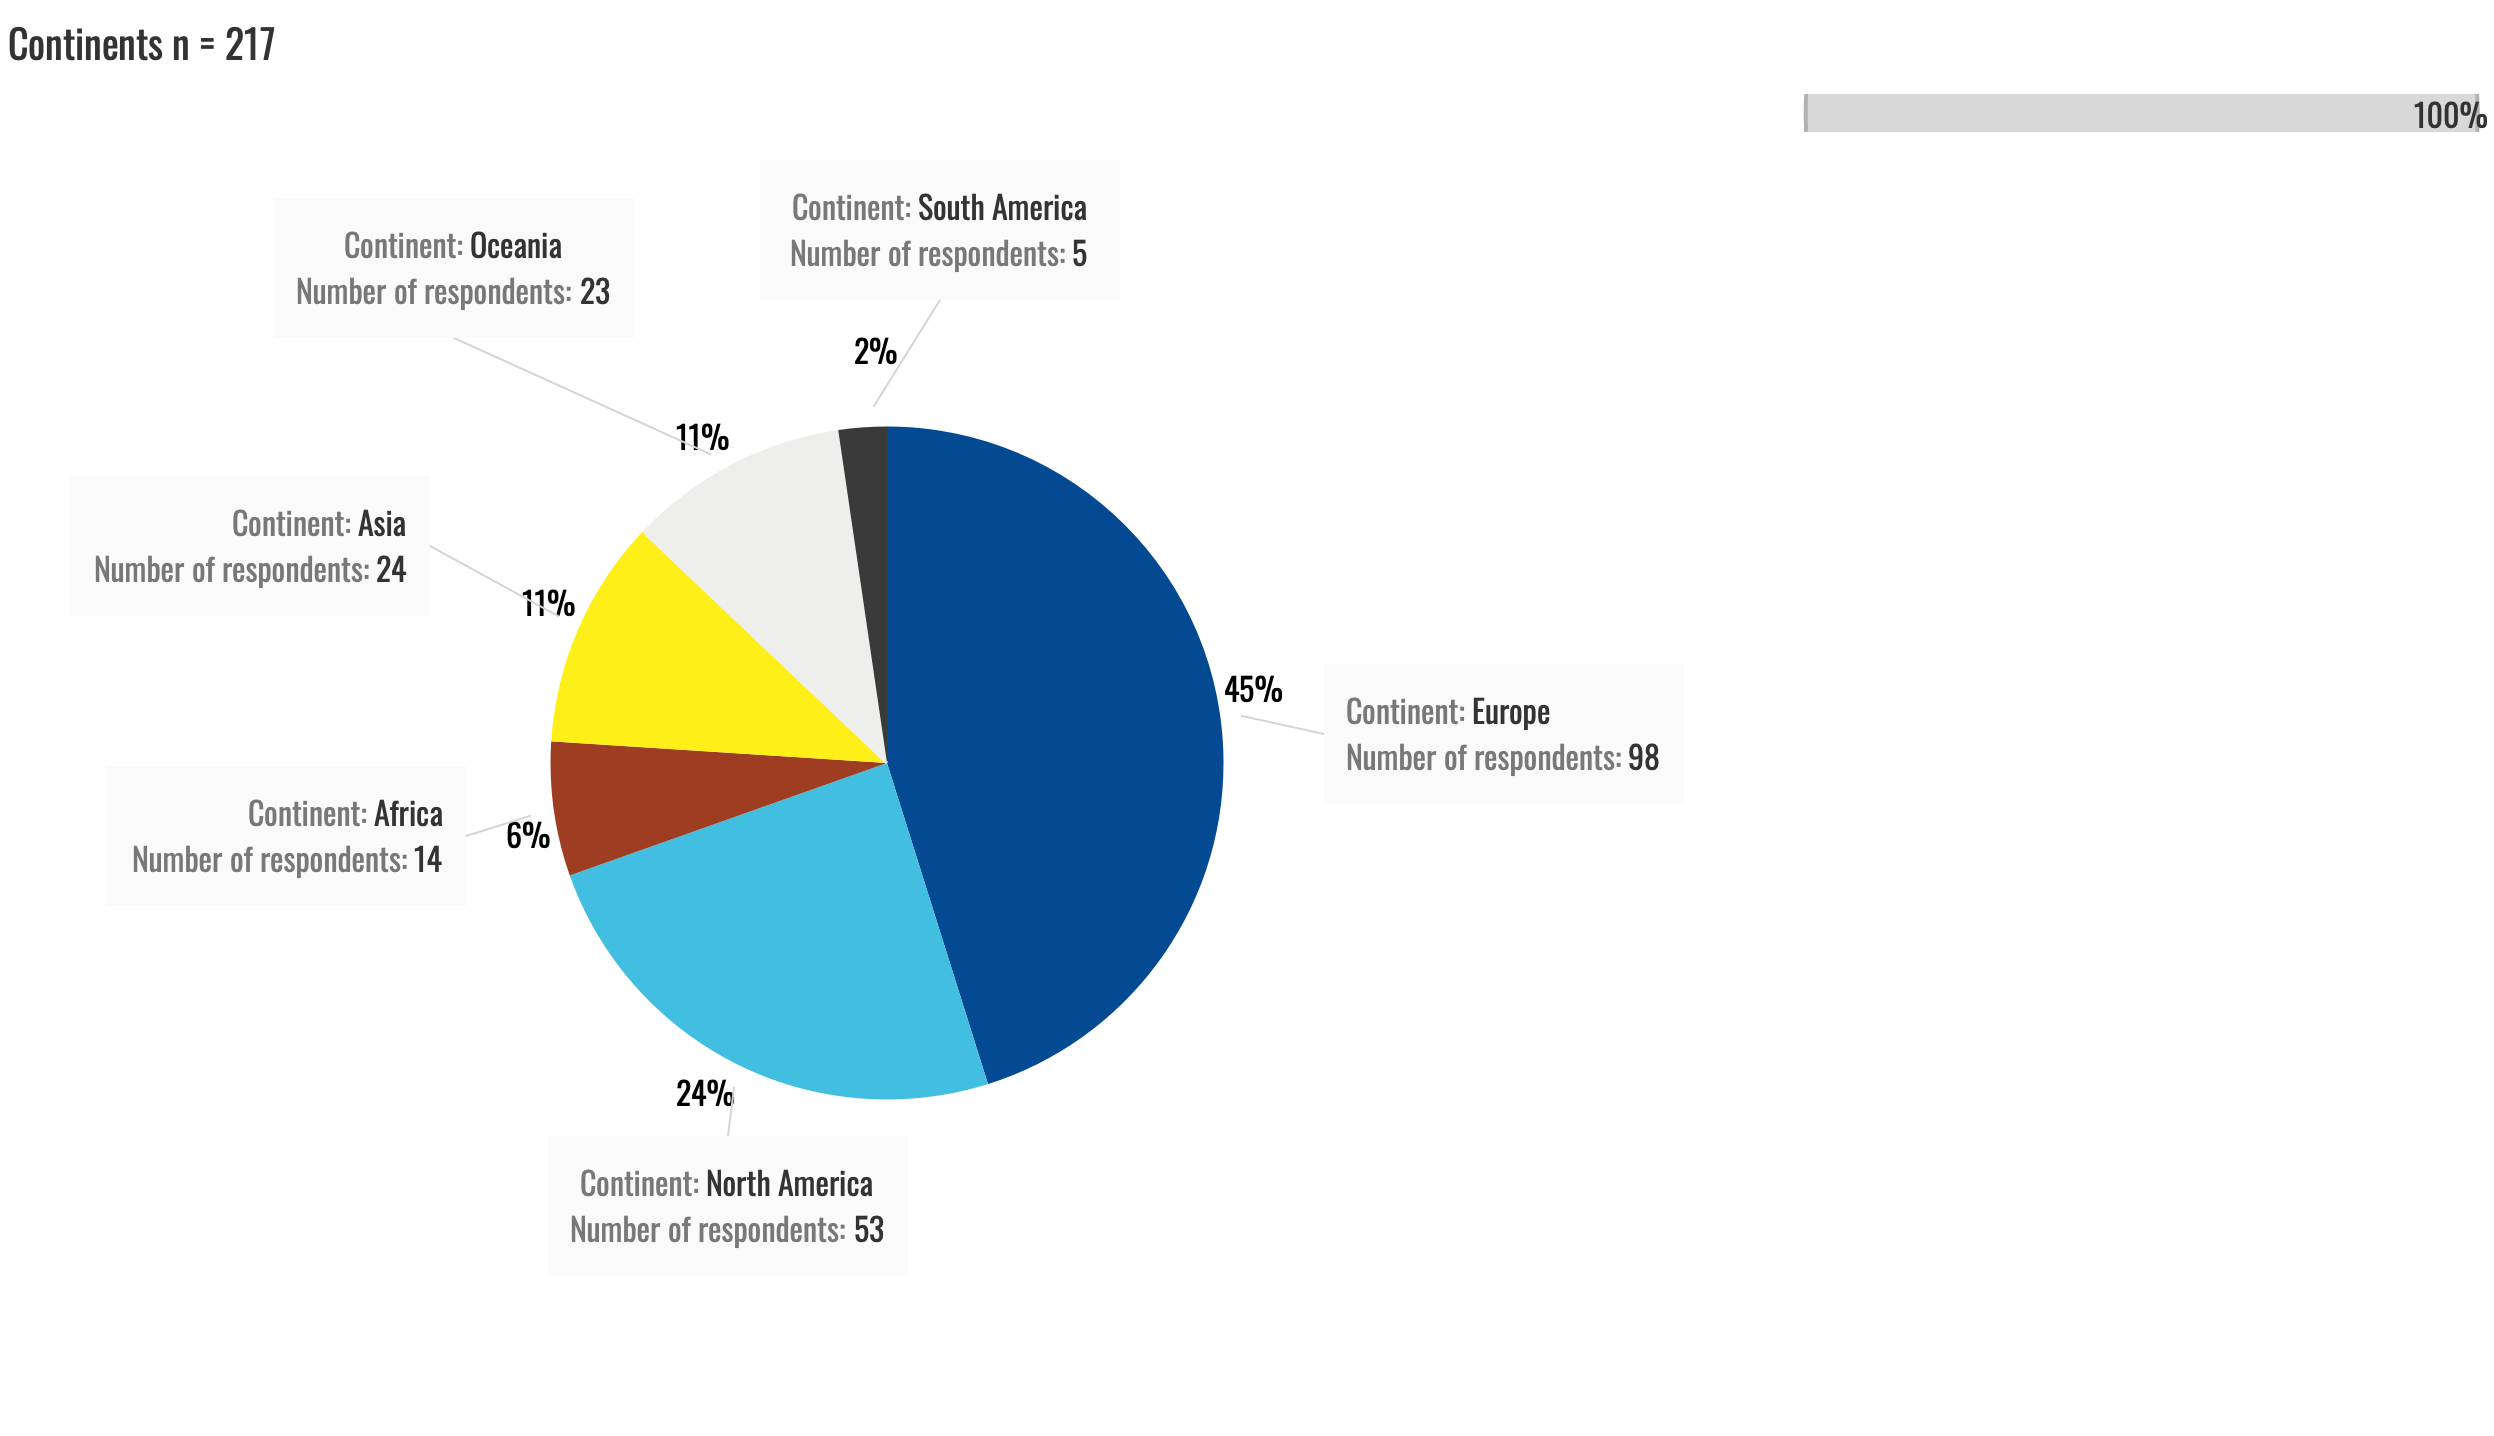 Continents n = 217
100%
Continent: South America
Number of respondents: 5
2%
Continent: Oceania
Number of respondents: 23
11%
Continent: Asia
Number of respondents: 24
11%
45%
Continent: Europe
Number of respondents: 98
Continent: Africa
Number of respondents: 14
6%
24%
Continent: North America
Number of respondents: 53